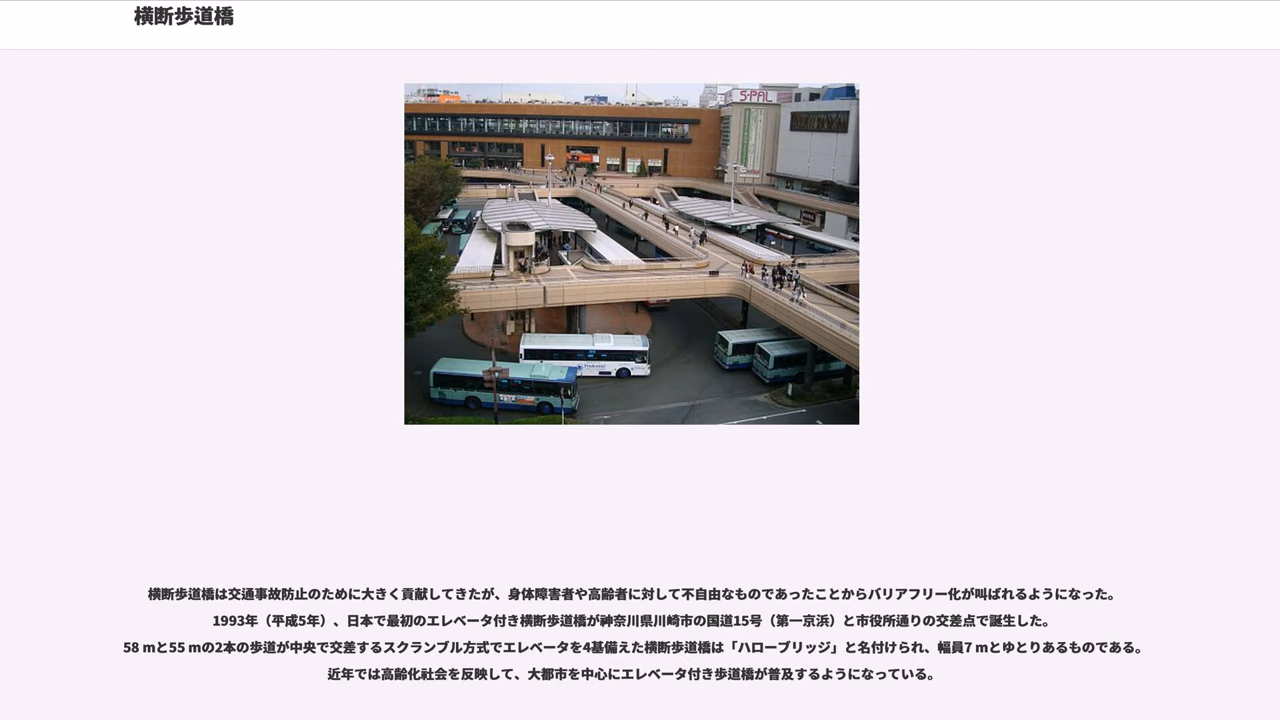 横断歩道橋
S·PAL
横断歩道橋は交通事故防止のために大きく貢献してきたが、身体障害者や高齢者に対して不自由なものであったことからバリアフリー化が叫ばれるようになった。
1993年（平成5年）、日本で最初のエレベータ付き横断歩道橋が神奈川県川崎市の国道15号（第一京浜）と市役所通りの交差点で誕生した。
58 mと55 mの2本の歩道が中央で交差するスクランブル方式でエレベータを4基備えた横断歩道橋は「ハローブリッジ」と名付けられ、幅員7 mとゆとりあるものである。
近年では高齢化社会を反映して、大都市を中心にエレベータ付き歩道橋が普及するようになっている。